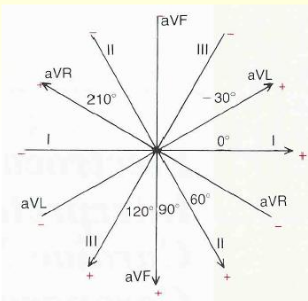 aVF
− II III −
aVR aVL
+ +
210° −30°
0°
− I I +
aVL 120° 90° 60° aVR
− −
III II
+ aVF +
+